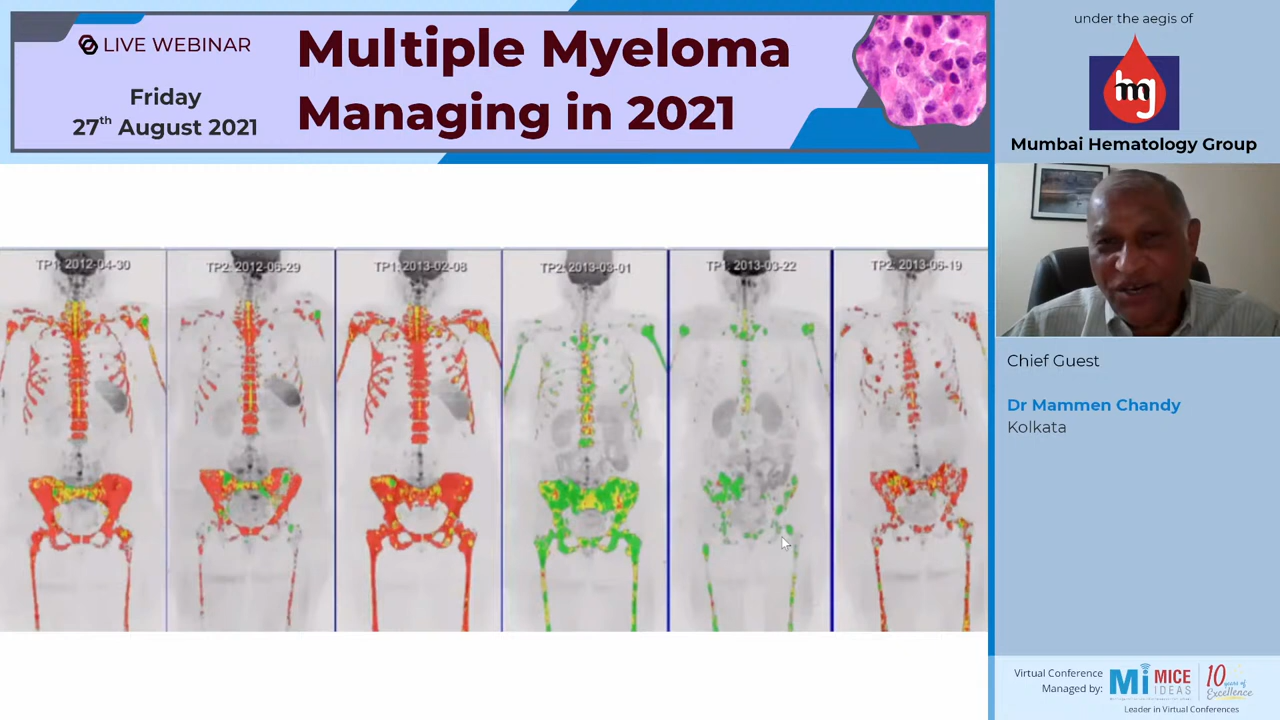 LIVE WEBINAR
Friday
27th August 2021
Multiple Myeloma
Managing in 2021
under the aegis of
hmg
Mumbai Hematology Group
TP1: 2012-04-30
TP2: 2012-06-29
TP1: 2013-02-08
TP2: 2013-03-01
TP1: 2013-03-22
TP2: 2013-06-19
Chief Guest
Dr Mammen Chandy
Kolkata
Virtual Conference
Managed by:
Mi MICE
IDEAS
10 years of
Excellence
Leader in Virtual Conferences